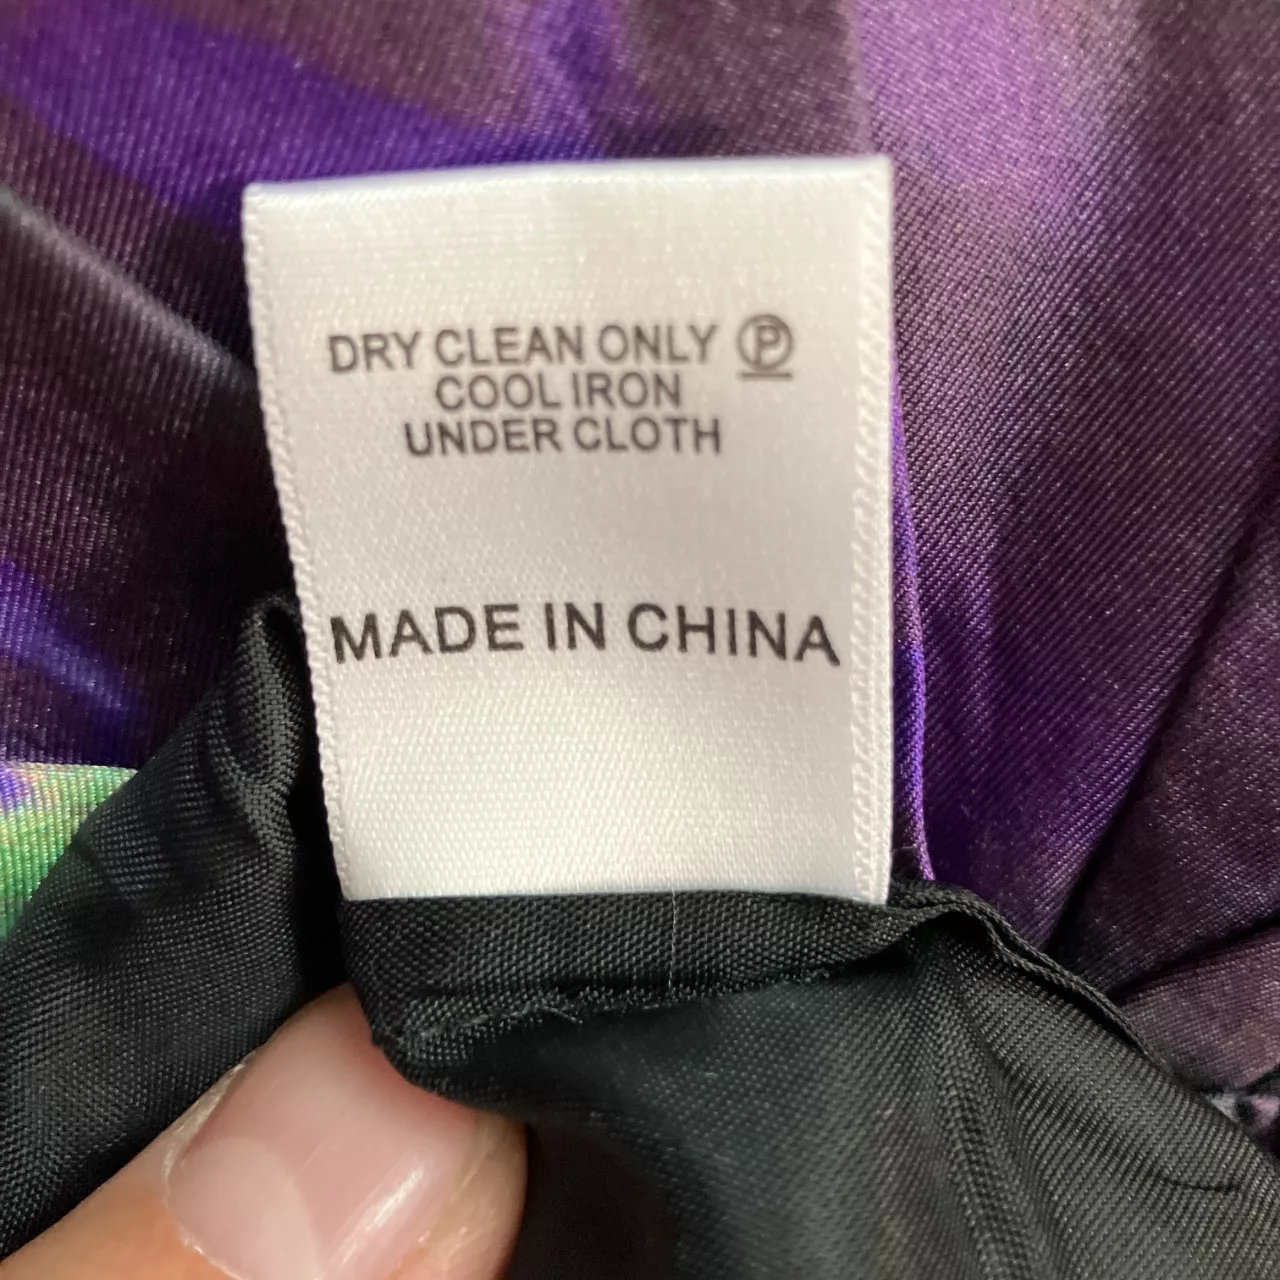 DRY CLEAN ONLY Ⓟ
COOL IRON
UNDER CLOTH
MADE IN CHINA